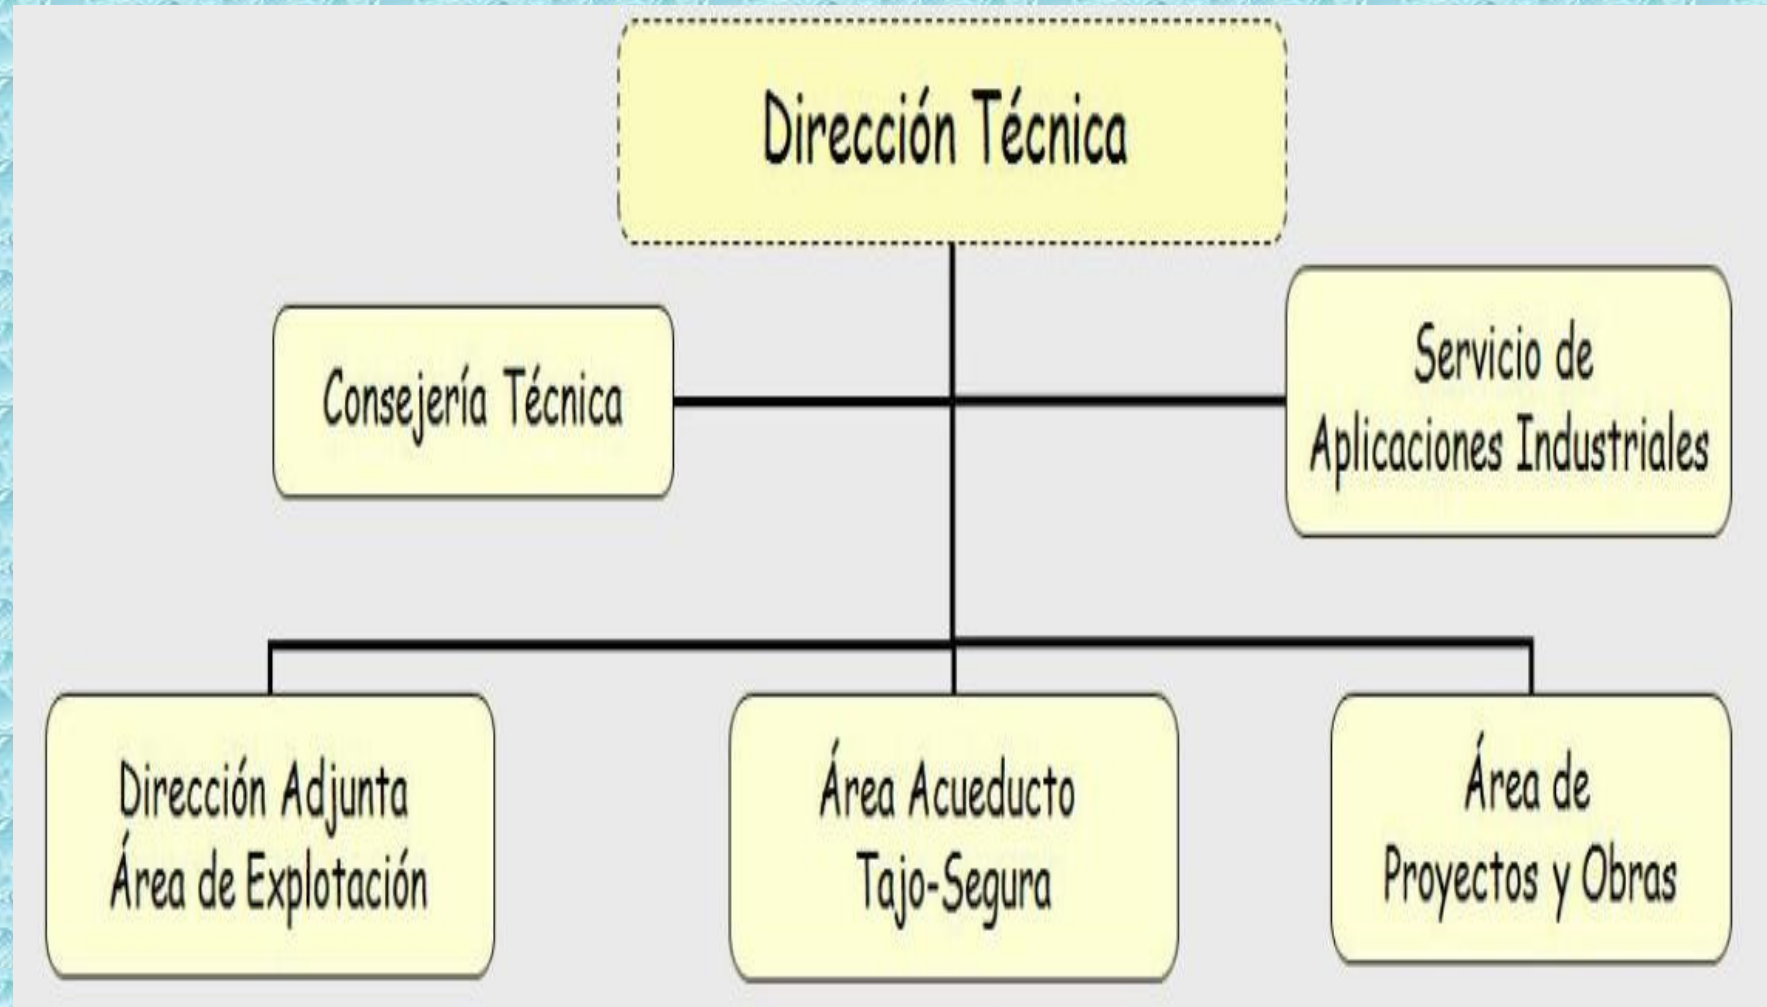 Dirección Técnica
Consejería Técnica
Servicio de
Aplicaciones Industriales
Dirección Adjunta
Área de Explotación
Área Acueducto
Tajo-Segura
Área de
Proyectos y Obras